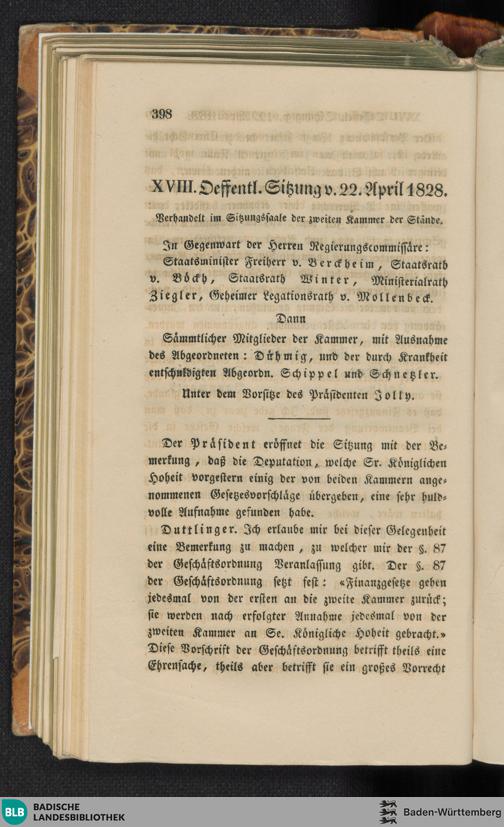 398
XVIII. Oeffentl. Sitzung v. 22. April 1828.
Verhandelt im Sitzungssaale der zweiten Kammer der Stände.
In Gegenwart der Herren Regierungscommissäre:
Staatsminister Freiherr v. Berckheim, Staatsrath
v. Böckh, Staatsrath Winter, Ministerialrath
Ziegler, Geheimer Legationsrath v. Mollenbeck.
Dann
Sämmtlicher Mitglieder der Kammer, mit Ausnahme
des Abgeordneten: Dühmig, und der durch Krankheit
entschuldigten Abgeordn. Schippel und Schnetzler.
Unter dem Vorsitze des Präsidenten Jolly.
Der Präsident eröffnet die Sitzung mit der Be-
merkung, daß die Deputation, welche Sr. Königlichen
Hoheit vorgestern einig der von beiden Kammern ange-
nommenen Gesetzesvorschläge übergeben, eine sehr huld-
volle Aufnahme gefunden habe.
Duttlinger. Ich erlaube mir bei dieser Gelegenheit
eine Bemerkung zu machen, zu welcher mir der §. 87
der Geschäftsordnung Veranlassung gibt. Der §. 87
der Geschäftsordnung setzt fest: «Finanzgesetze gehen
jedesmal von der ersten an die zweite Kammer zurück;
sie werden nach erfolgter Annahme jedesmal von der
zweiten Kammer an Se. Königliche Hoheit gebracht.»
Diese Vorschrift der Geschäftsordnung betrifft theils eine
Ehrensache, theils aber betrifft sie ein großes Vorrecht
BLB
BADISCHE
LANDESBIBLIOTHEK
Baden-Württemberg